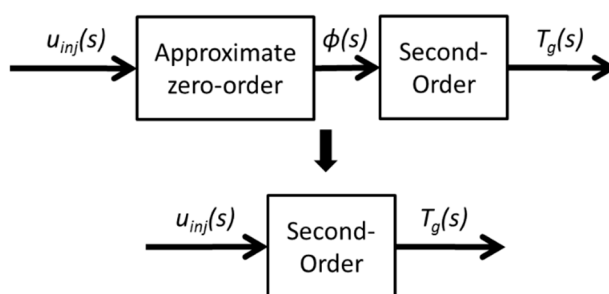 u_inj(s)
Approximate
zero-order
ϕ(s)
Second-
Order
T_g(s)
u_inj(s)
Second-
Order
T_g(s)